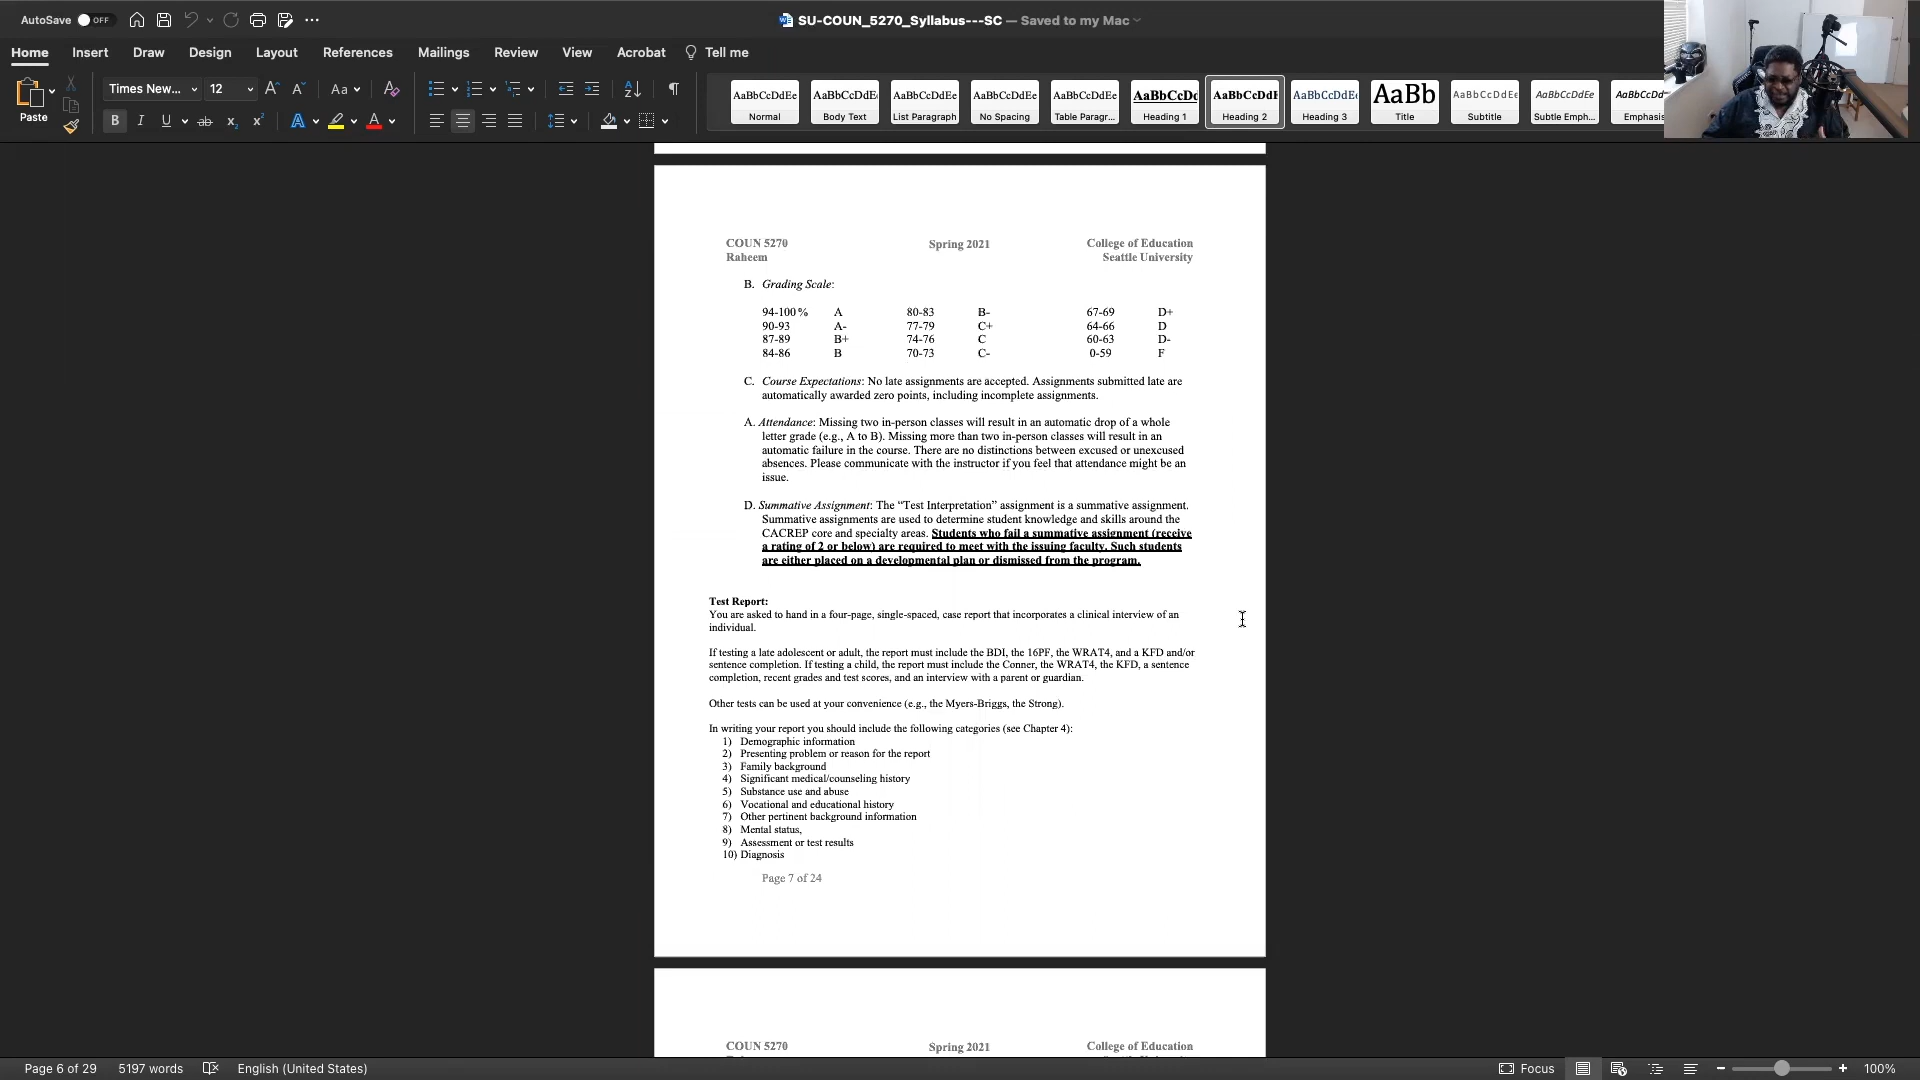 AutoSave OFF
SU-COUN_5270_Syllabus---SC — Saved to my Mac
Home Insert Draw Design Layout References Mailings Review View Acrobat Tell me
Paste
Times New... 12
Aa
B I U ab x₂ x²
A A
AaBbCcDdEe AaBbCcDdE AaBbCcDdEe AaBbCcDdEe AaBbCcDdEe AaBbCcDd AaBbCcDdE AaBbCcDdE AaBb AaBbCcDdE AaBbCcDdEe AaBbCcDd
Normal Body Text List Paragraph No Spacing Table Paragr... Heading 1 Heading 2 Heading 3 Title Subtitle Subtle Emph... Emphasis
COUN 5270 Spring 2021 College of Education
Raheem Seattle University
B. Grading Scale:
94-100% A 80-83 B- 67-69 D+
90-93 A- 77-79 C+ 64-66 D
87-89 B+ 74-76 C 60-63 D-
84-86 B 70-73 C- 0-59 F
C. Course Expectations: No late assignments are accepted. Assignments submitted late are
automatically awarded zero points, including incomplete assignments.
A. Attendance: Missing two in-person classes will result in an automatic drop of a whole
letter grade (e.g., A to B). Missing more than two in-person classes will result in an
automatic failure in the course. There are no distinctions between excused or unexcused
absences. Please communicate with the instructor if you feel that attendance might be an
issue.
D. Summative Assignment: The “Test Interpretation” assignment is a summative assignment.
Summative assignments are used to determine student knowledge and skills around the
CACREP core and specialty areas. Students who fail a summative assignment (receive
a rating of 2 or below) are required to meet with the issuing faculty. Such students
are either placed on a developmental plan or dismissed from the program.
Test Report:
You are asked to hand in a four-page, single-spaced, case report that incorporates a clinical interview of an
individual.
If testing a late adolescent or adult, the report must include the BDI, the 16PF, the WRAT4, and a KFD and/or
sentence completion. If testing a child, the report must include the Conner, the WRAT4, the KFD, a sentence
completion, recent grades and test scores, and an interview with a parent or guardian.
Other tests can be used at your convenience (e.g., the Myers-Briggs, the Strong).
In writing your report you should include the following categories (see Chapter 4):
1) Demographic information
2) Presenting problem or reason for the report
3) Family background
4) Significant medical/counseling history
5) Substance use and abuse
6) Vocational and educational history
7) Other pertinent background information
8) Mental status,
9) Assessment or test results
10) Diagnosis
Page 7 of 24
COUN 5270 Spring 2021 College of Education
Page 6 of 29 5197 words English (United States) Focus 100%